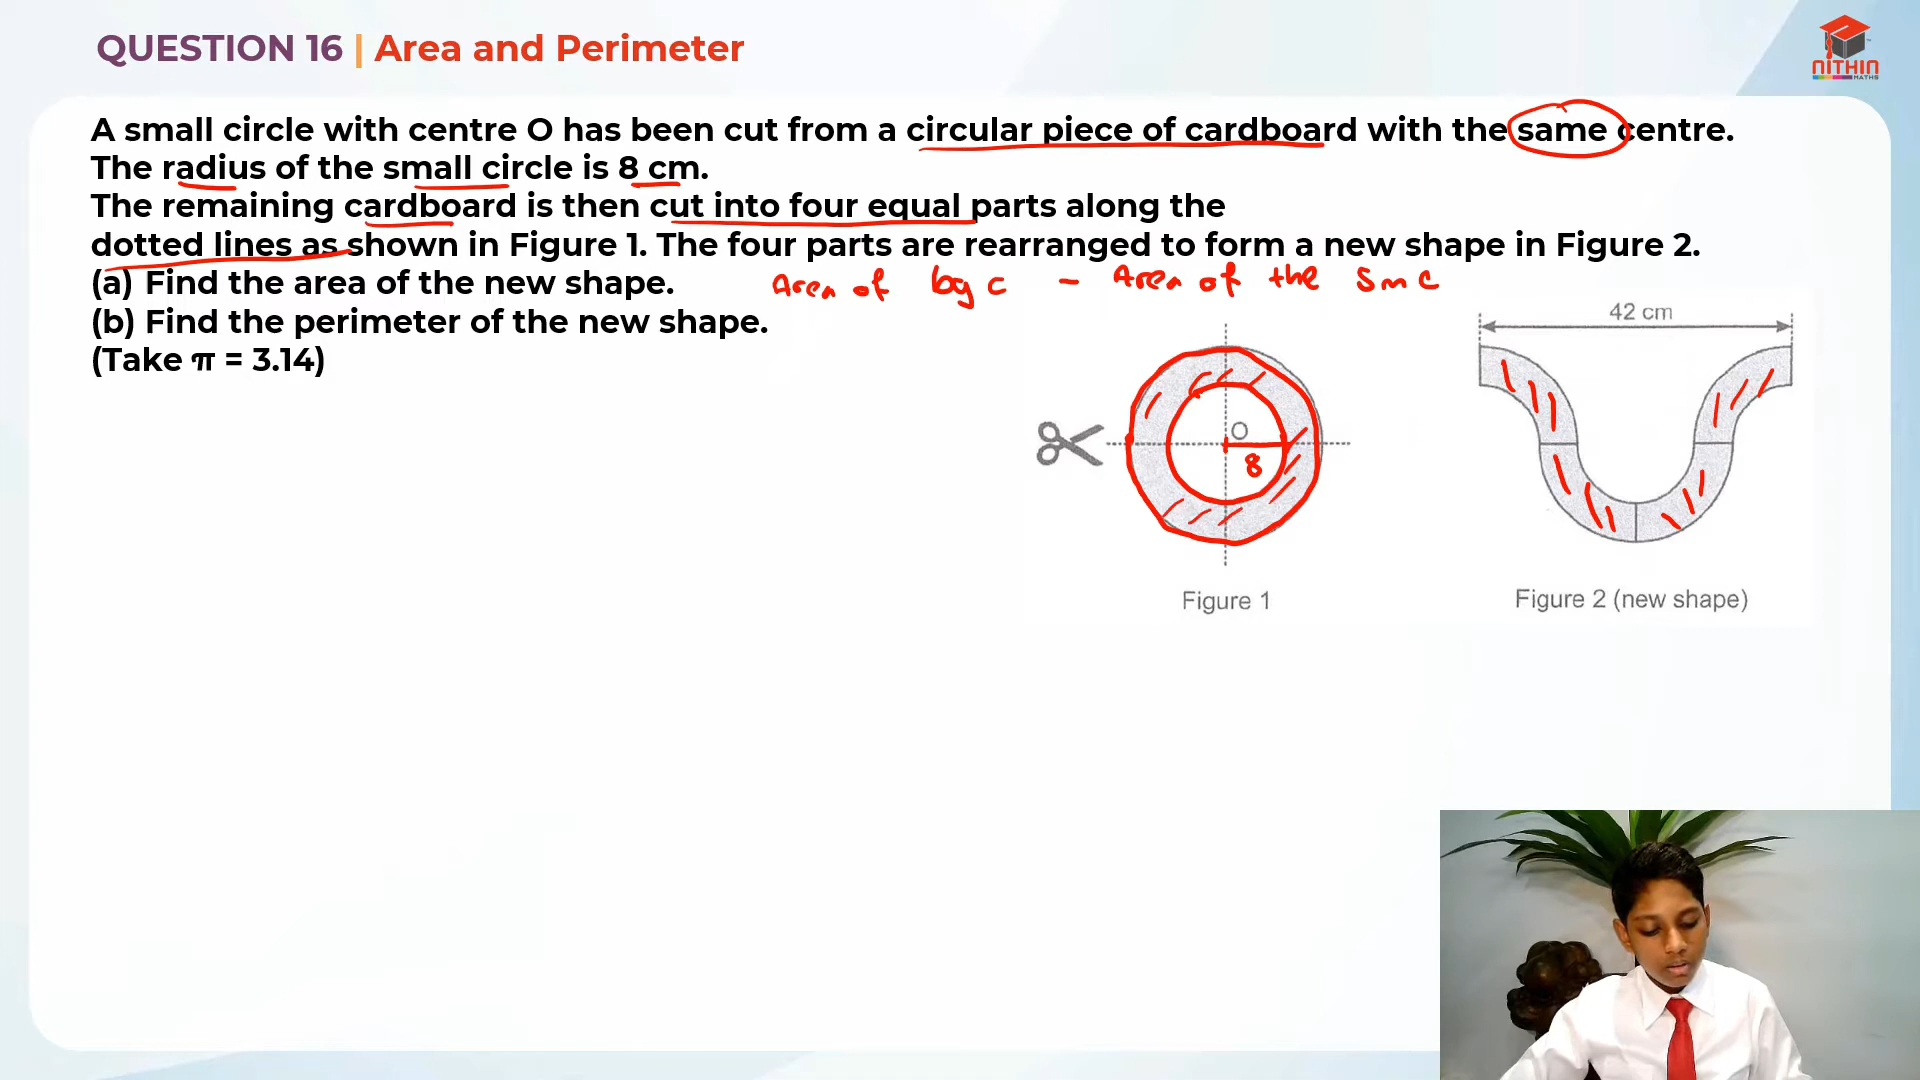 QUESTION 16 | Area and Perimeter
NITHIN
MATHS
A small circle with centre O has been cut from a circular piece of cardboard with the same centre.
The radius of the small circle is 8 cm.
The remaining cardboard is then cut into four equal parts along the
dotted lines as shown in Figure 1. The four parts are rearranged to form a new shape in Figure 2.
(a) Find the area of the new shape. Area of big c - Area of the sm c
(b) Find the perimeter of the new shape.
(Take π = 3.14)
42 cm
O
8
Figure 1
Figure 2 (new shape)